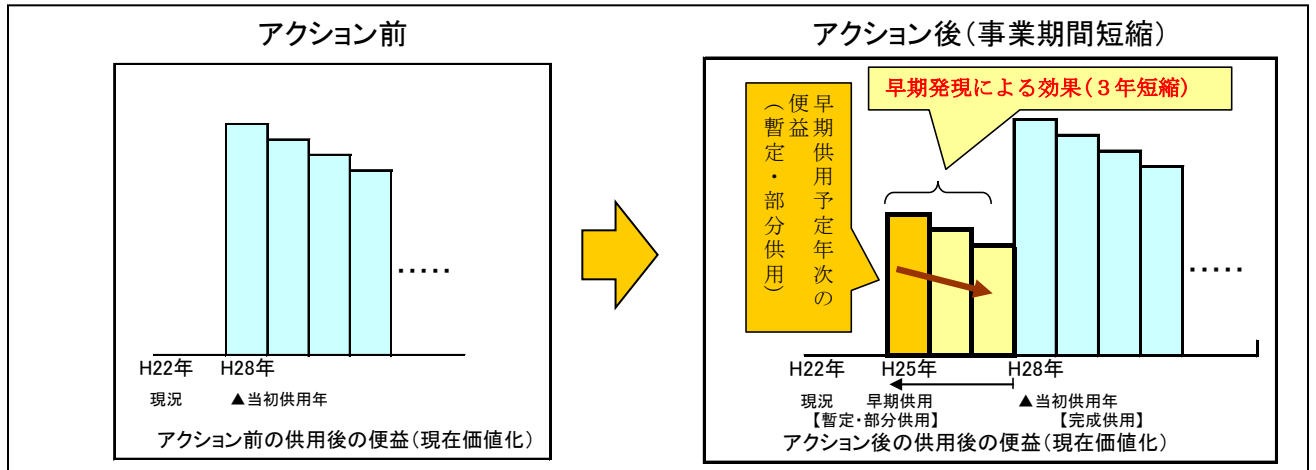 アクション前
アクション後(事業期間短縮)
・・・・・
H22年
H28年
現況
▲当初供用年
アクション前の供用後の便益(現在価値化)
早期発現による効果(3年短縮)
早期供用予定年次の
便益
(暫定・部分供用)
・・・・・
H22年
H25年
H28年
現況
早期供用
▲当初供用年
【暫定・部分供用】
【完成供用】
アクション後の供用後の便益(現在価値化)